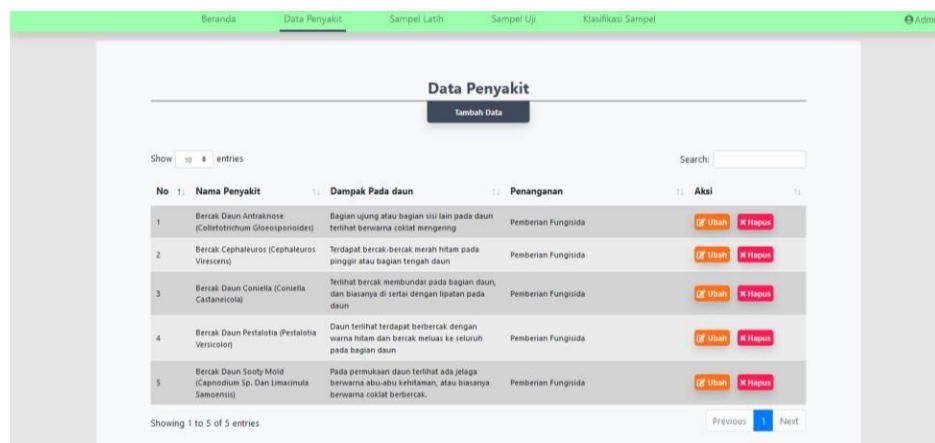 Beranda Data Penyakit Sampel Latih Sampel Uji Klasifikasi Sampel Admi
Data Penyakit
Tambah Data
Show 10 entries Search:
No Nama Penyakit Dampak Pada daun Penanganan Aksi
1 Bercak Daun Antraknose Bagian ujung atau bagian sisi lain pada daun Pemberian Fungisida Ubah Hapus
(Colletotrichum Gloeosporioides) terlihat berwarna coklat mengering
2 Bercak Cephaleuros (Cephaleuros Terdapat bercak-bercak merah hitam pada Pemberian Fungisida Ubah Hapus
Virescens) pinggir atau bagian tengah daun
3 Bercak Daun Coniella (Coniella Terlihat bercak membundar pada bagian daun, Pemberian Fungisida Ubah Hapus
Castaneicola) dan biasanya di sertai dengan lipatan pada
daun
4 Bercak Daun Pestalotia (Pestalotia Daun terlihat terdapat berbercak dengan Pemberian Fungisida Ubah Hapus
Versicolor) warna hitam dan bercak meluas ke seluruh
pada bagian daun
5 Bercak Daun Sooty Mold Pada permukaan daun terlihat ada jelaga Pemberian Fungisida Ubah Hapus
(Capnodium Sp. Dan Limacinula berwarna abu-abu kehitaman, atau biasanya
Samoensis) berwarna coklat berbercak.
Showing 1 to 5 of 5 entries Previous 1 Next